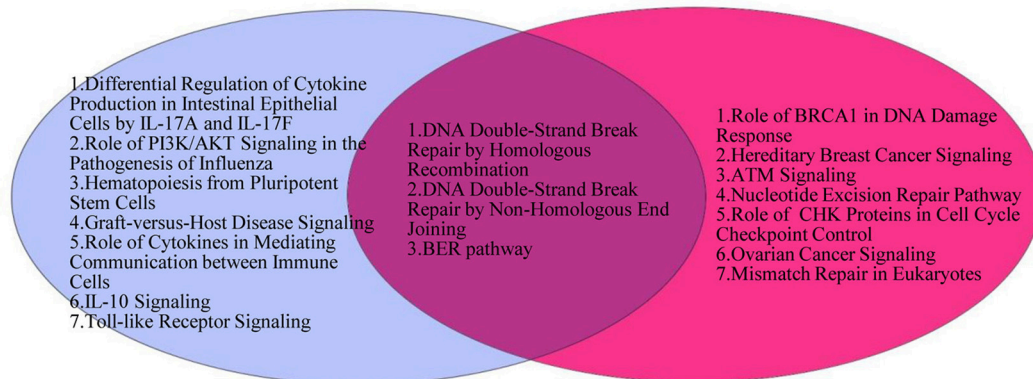 1.Differential Regulation of Cytokine
Production in Intestinal Epithelial
Cells by IL-17A and IL-17F
2.Role of PI3K/AKT Signaling in the
Pathogenesis of Influenza
3.Hematopoiesis from Pluripotent
Stem Cells
4.Graft-versus-Host Disease Signaling
5.Role of Cytokines in Mediating
Communication between Immune
Cells
6.IL-10 Signaling
7.Toll-like Receptor Signaling
1.DNA Double-Strand Break
Repair by Homologous
Recombination
2.DNA Double-Strand Break
Repair by Non-Homologous End
Joining
3.BER pathway
1.Role of BRCA1 in DNA Damage
Response
2.Hereditary Breast Cancer Signaling
3.ATM Signaling
4.Nucleotide Excision Repair Pathway
5.Role of CHK Proteins in Cell Cycle
Checkpoint Control
6.Ovarian Cancer Signaling
7.Mismatch Repair in Eukaryotes